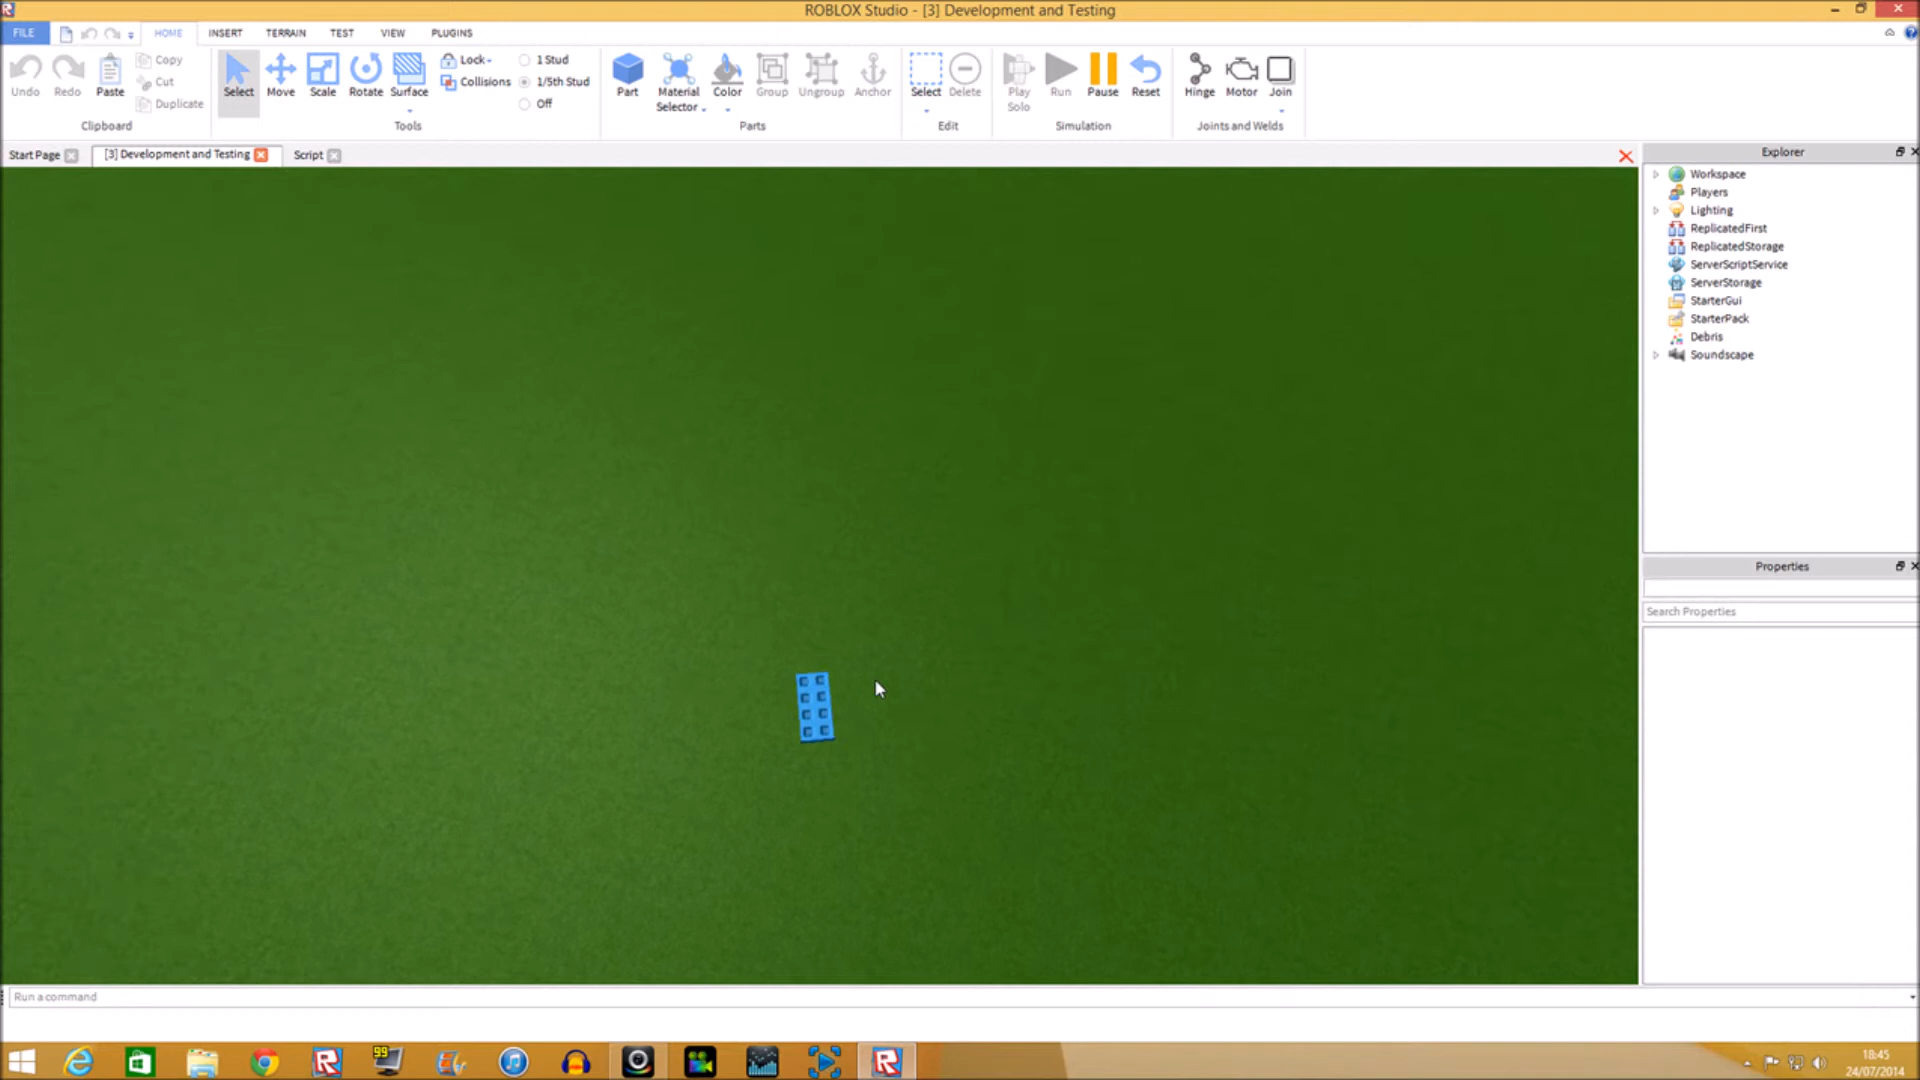 ROBLOX Studio - [3] Development and Testing
FILE HOME INSERT TERRAIN TEST VIEW PLUGINS
Undo Redo Paste Copy Cut Duplicate
Select Move Scale Rotate Surface
Lock Collisions
1 Stud
1/5th Stud
Off
Part Material Selector Color Group Ungroup Anchor
Select Delete
Play Solo Run Pause Reset
Hinge Motor Join
Clipboard Tools Parts Edit Simulation Joints and Welds
Start Page [3] Development and Testing Script
Explorer
Workspace
Players
Lighting
ReplicatedFirst
ReplicatedStorage
ServerScriptService
ServerStorage
StarterGui
StarterPack
Debris
Soundscape
Properties
Search Properties
Run a command
99
18:45
24/07/2014